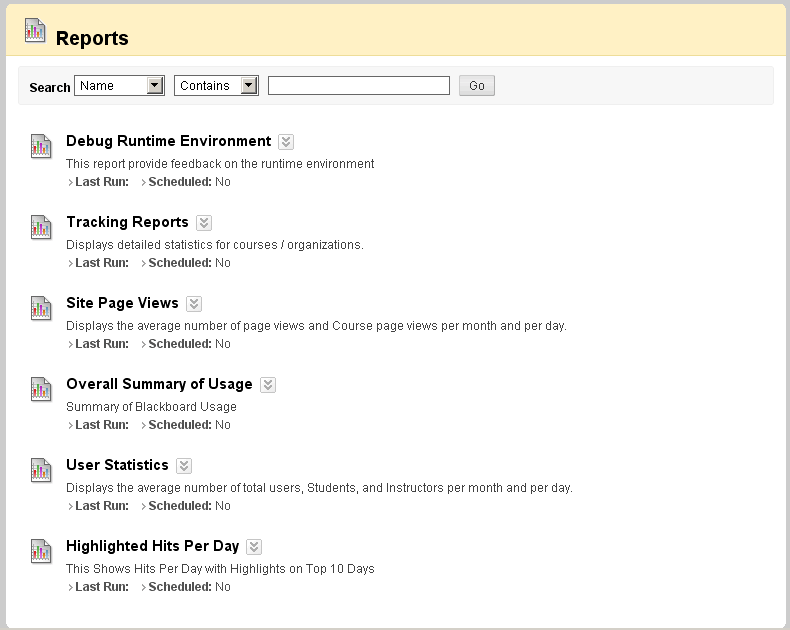 Reports
Search Name Contains Go
Debug Runtime Environment
This report provide feedback on the runtime environment
Last Run: Scheduled: No
Tracking Reports
Displays detailed statistics for courses / organizations.
Last Run: Scheduled: No
Site Page Views
Displays the average number of page views and Course page views per month and per day.
Last Run: Scheduled: No
Overall Summary of Usage
Summary of Blackboard Usage
Last Run: Scheduled: No
User Statistics
Displays the average number of total users, Students, and Instructors per month and per day.
Last Run: Scheduled: No
Highlighted Hits Per Day
This Shows Hits Per Day with Highlights on Top 10 Days
Last Run: Scheduled: No